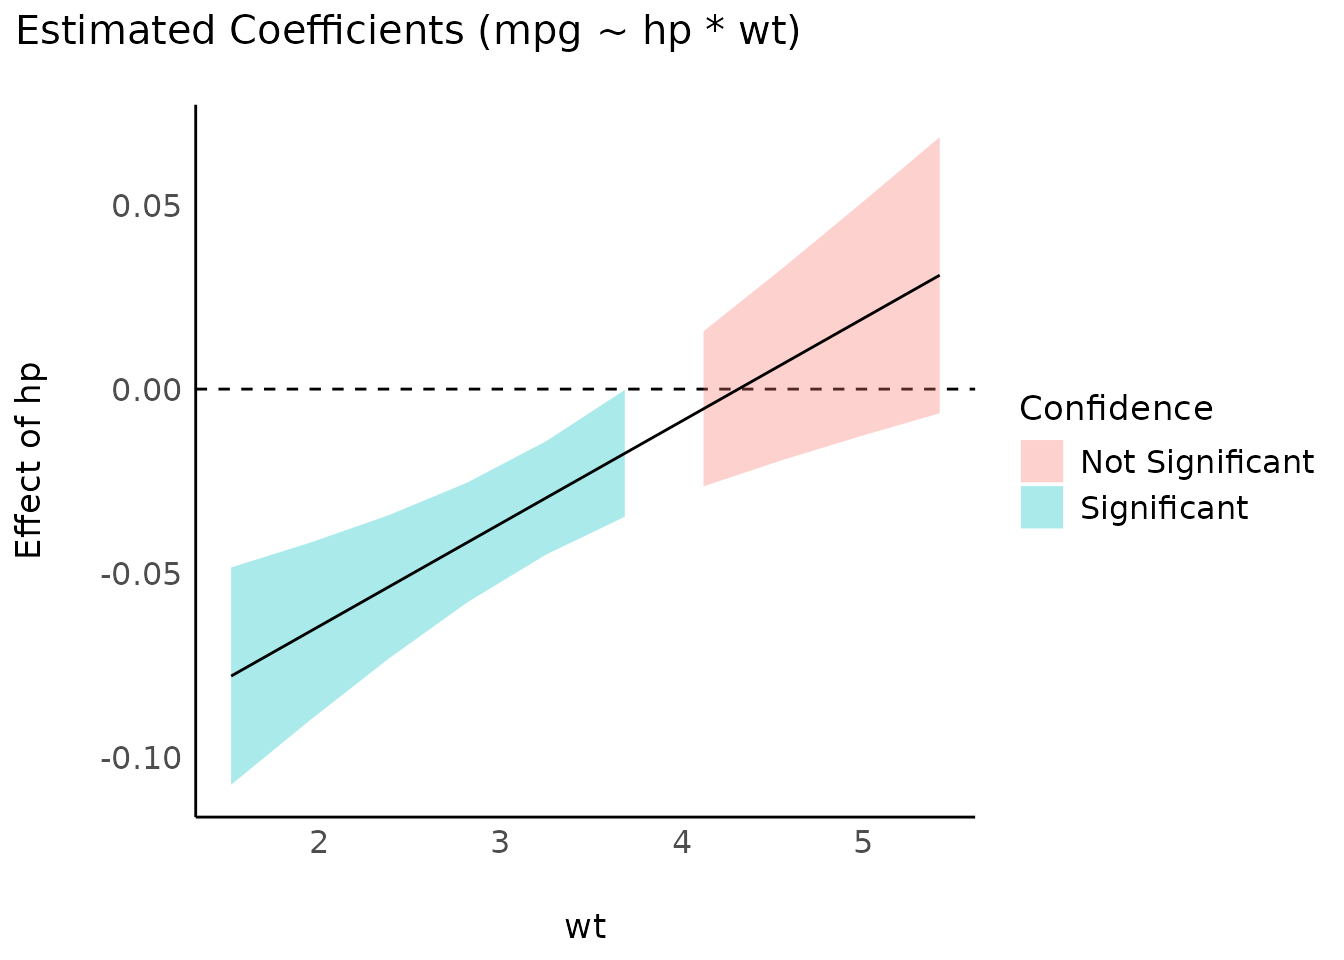 Estimated Coefficients (mpg ~ hp * wt)
Effect of hp
0.05
0.00
-0.05
-0.10
2 3 4 5
wt
Confidence
Not Significant
Significant